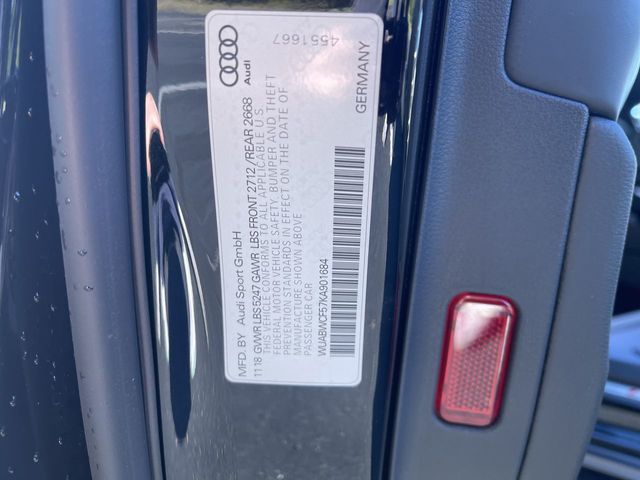 4551667
Audi
GERMANY
MFD. BY Audi Sport GmbH
11 18 GVWR LBS 5247 GAWR LBS FRONT 2712 /REAR 2668
THIS VEHICLE CONFORMS TO ALL APPLICABLE U.S.
FEDERAL MOTOR VEHICLE SAFETY, BUMPER AND THEFT
PREVENTION STANDARDS IN EFFECT ON THE DATE OF
MANUFACTURE SHOWN ABOVE
PASSENGER CAR
WUABWCF57KA901684